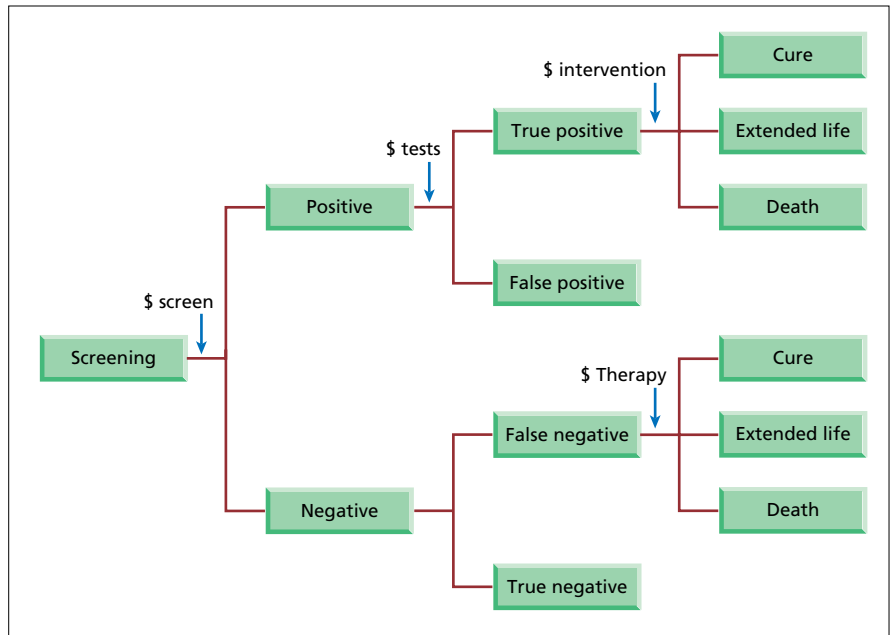 $ intervention
Cure
True positive
Extended life
$ tests
Death
Positive
False positive
$ screen
Screening
$ Therapy
Cure
False negative
Extended life
Negative
Death
True negative